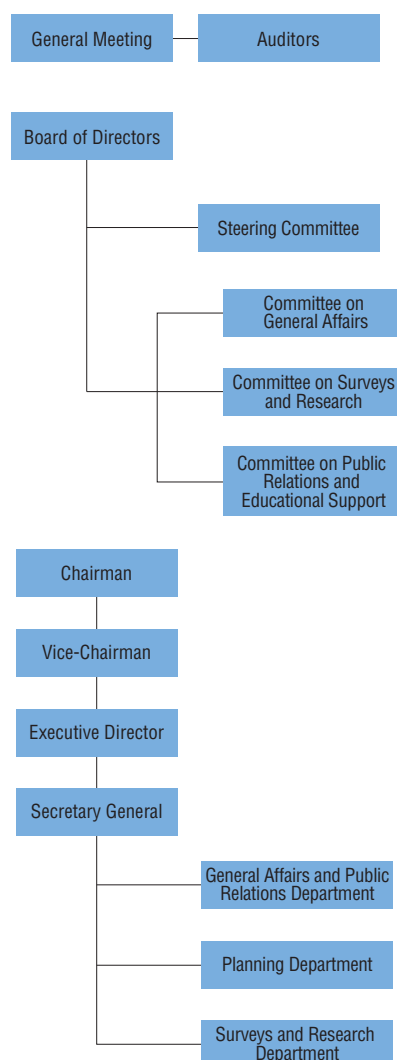 General Meeting
Auditors
Board of Directors
Steering Committee
Committee on
General Affairs
Committee on Surveys
and Research
Committee on Public
Relations and
Educational Support
Chairman
Vice-Chairman
Executive Director
Secretary General
General Affairs and Public
Relations Department
Planning Department
Surveys and Research
Department